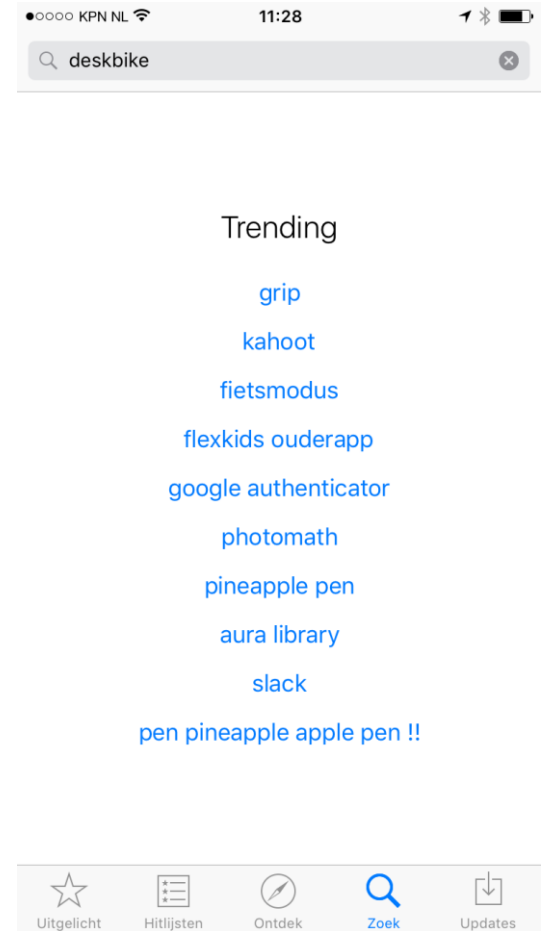 KPN NL 11:28
deskbike
Trending
grip
kahoot
fietsmodus
flexkids ouderapp
google authenticator
photomath
pineapple pen
aura library
slack
pen pineapple apple pen !!
Uitgelicht Hitlijsten Ontdek Zoek Updates